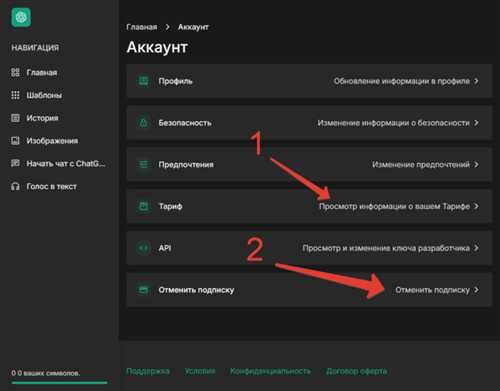 НАВИГАЦИЯ
Главная
Шаблоны
История
Изображения
Начать чат с ChatG...
Голос в текст
0 0 ваших символов.
Главная > Аккаунт
Аккаунт
Профиль Обновление информации в профиле >
Безопасность Изменение информации о безопасности >
1
Предпочтения Изменение предпочтений >
Тариф Просмотр информации о вашем Тарифе >
2
API Просмотр и изменение ключа разработчика >
Отменить подписку Отменить подписку >
Поддержка Условия Конфиденциальность Договор оферта